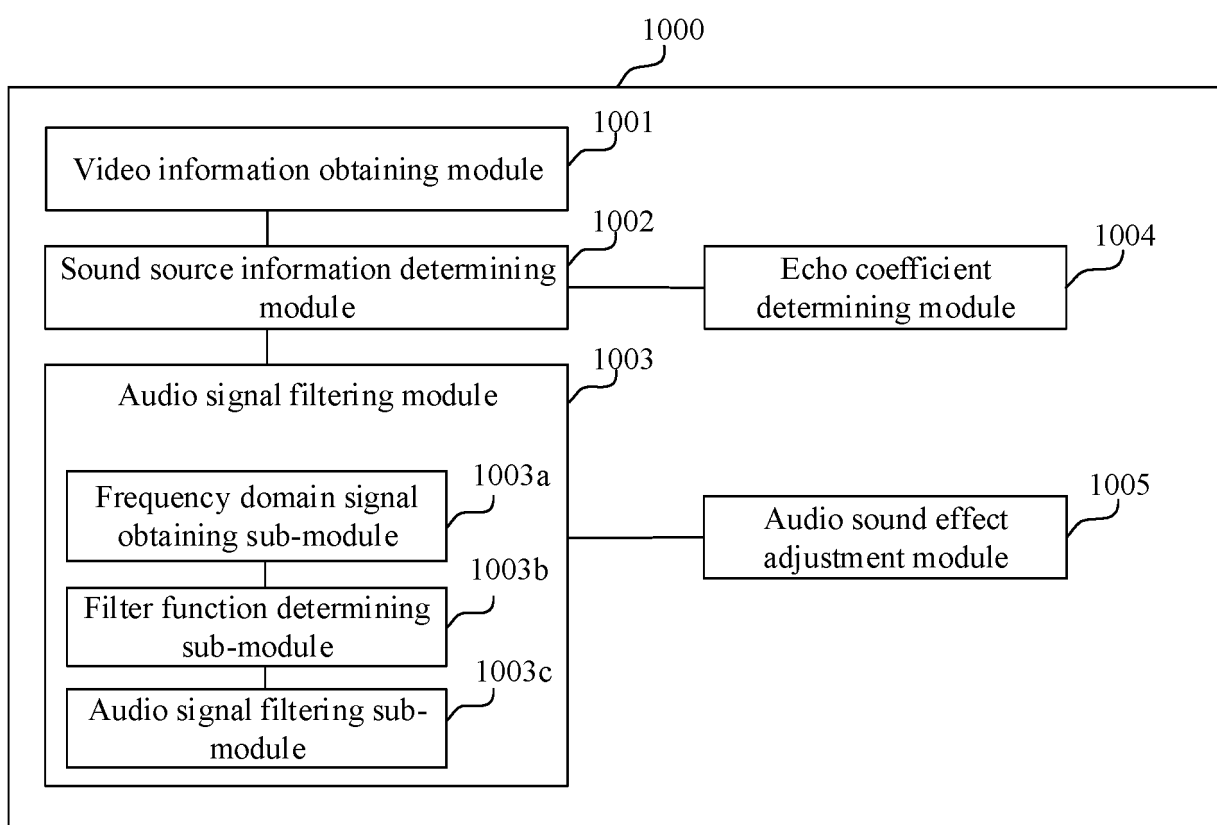 1000
1001
Video information obtaining module
1002
Sound source information determining
module
1004
Echo coefficient
determining module
1003
Audio signal filtering module
1003a
Frequency domain signal
obtaining sub-module
1003b
Filter function determining
sub-module
1003c
Audio signal filtering sub-
module
1005
Audio sound effect
adjustment module